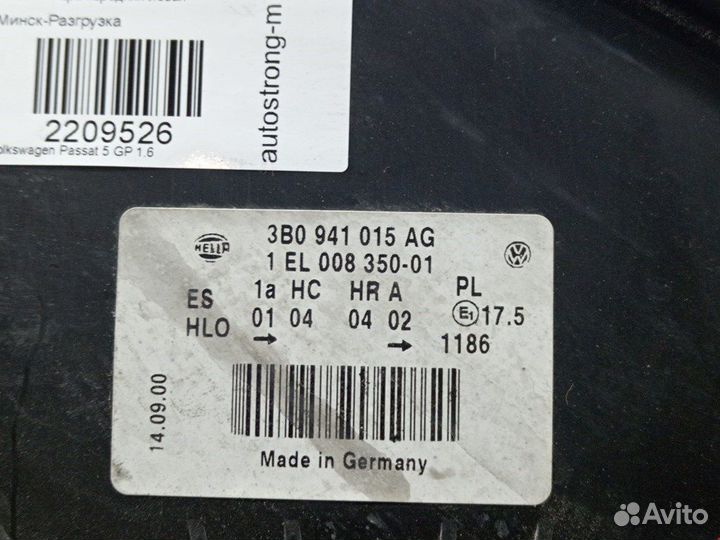 Минск-Разгрузка
2209526
olkswagen Passat 5 GP 1.6
autostrong-m
HELLA
3B0 941 015 AG
1 EL 008 350-01
ES 1a HC HR A PL
HLO 01 04 04 02 E1 17.5
→ → 1186
14.09.00
Made in Germany
Avito